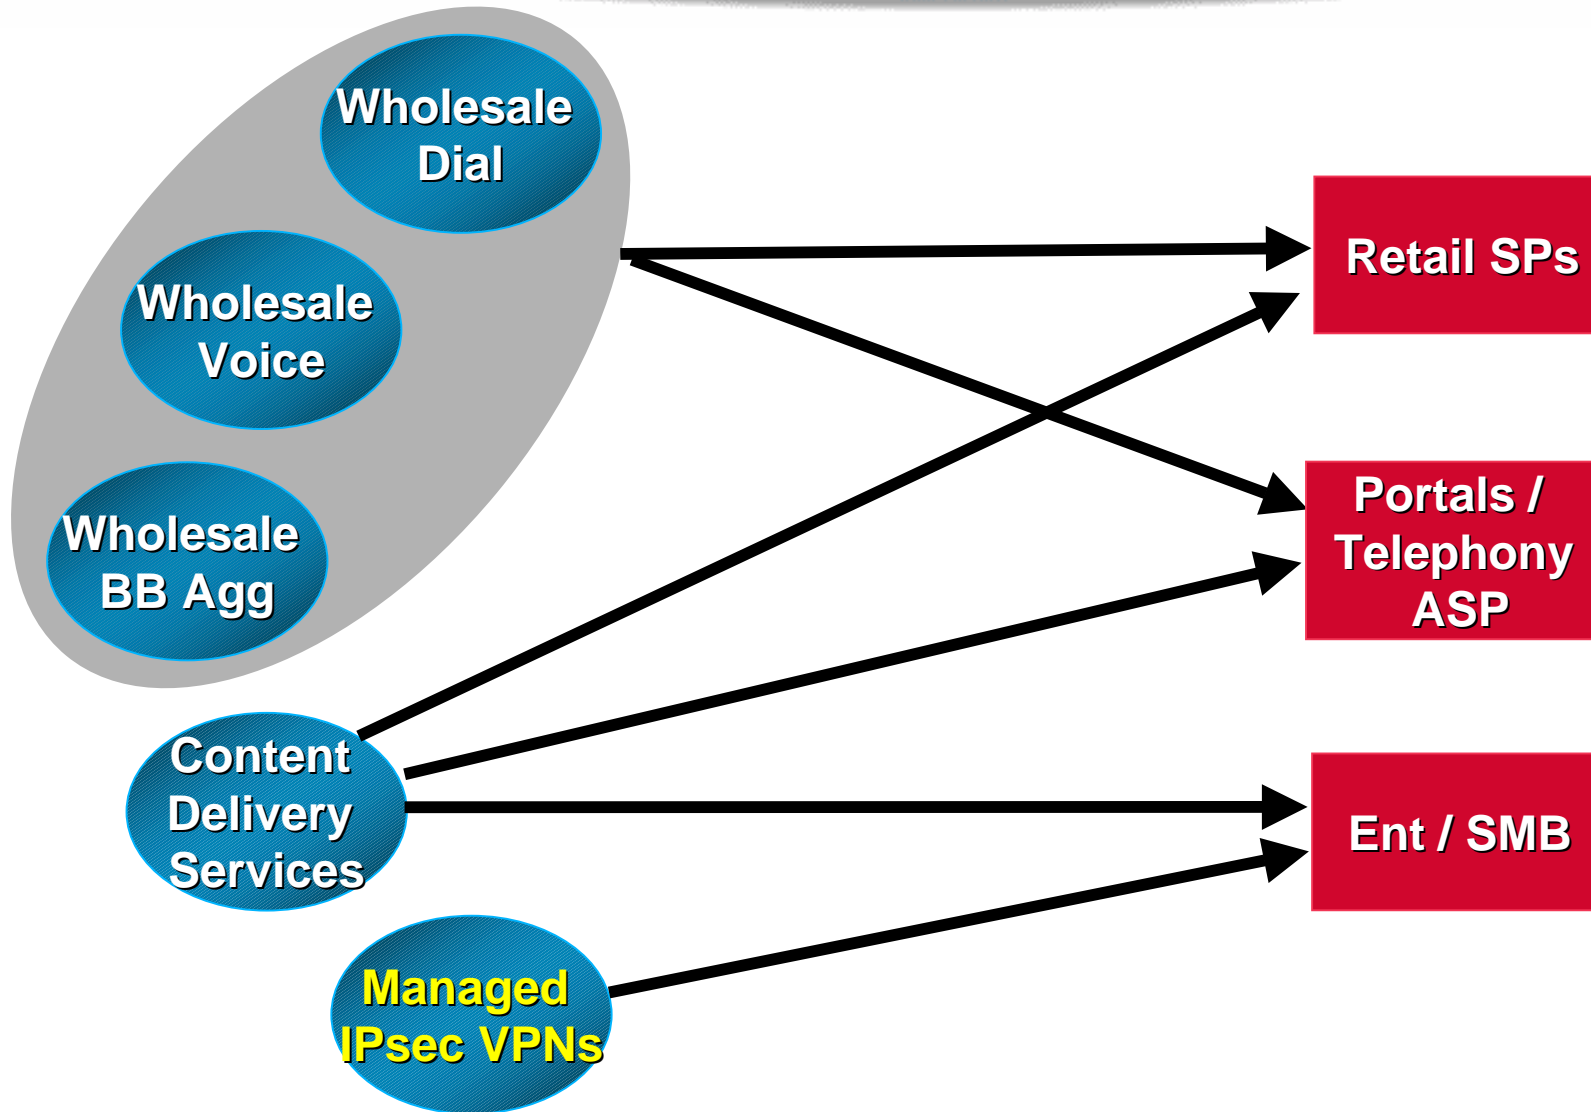 Wholesale
Dial
Wholesale
Voice
Wholesale
BB Agg
Content
Delivery
Services
Managed
IPsec VPNs
Retail SPs
Portals /
Telephony
ASP
Ent / SMB